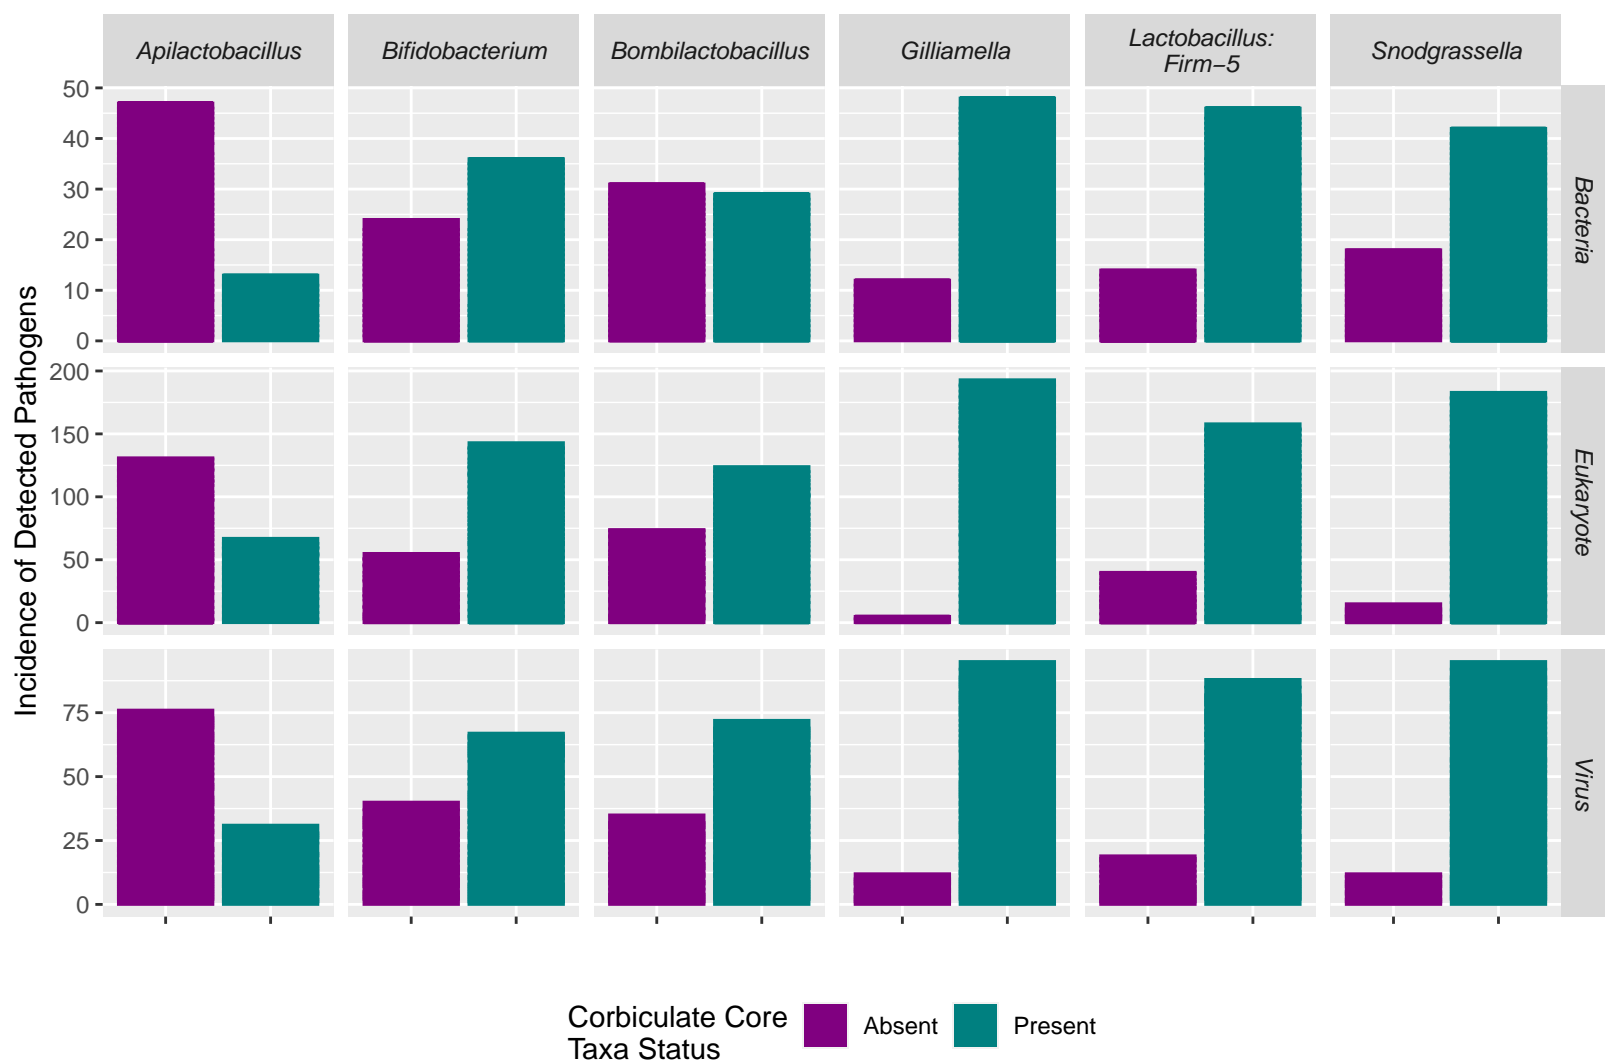 Apilactobacillus
Bifidobacterium
Bombilactobacillus
Gilliamella
Lactobacillus:
Firm−5
Snodgrassella
Incidence of Detected Pathogens
50
40
30
20
10
0
Bacteria
200
150
100
50
0
Eukaryote
75
50
25
0
Virus
Corbiculate Core
Taxa Status
Absent
Present